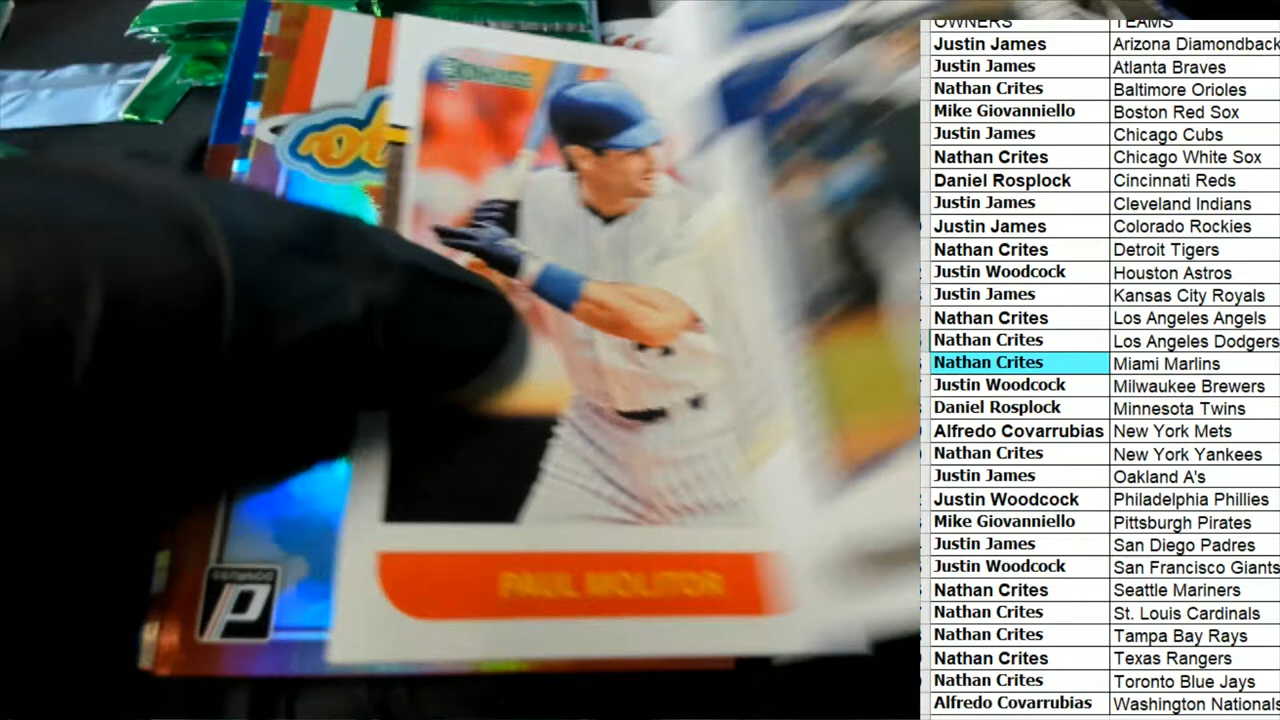 DONRUSS
ot
PAUL MOLITOR
P
OWNERS TEAMS
Justin James Arizona Diamondback
Justin James Atlanta Braves
Nathan Crites Baltimore Orioles
Mike Giovanniello Boston Red Sox
Justin James Chicago Cubs
Nathan Crites Chicago White Sox
Daniel Rosplock Cincinnati Reds
Justin James Cleveland Indians
Justin James Colorado Rockies
Nathan Crites Detroit Tigers
Justin Woodcock Houston Astros
Justin James Kansas City Royals
Nathan Crites Los Angeles Angels
Nathan Crites Los Angeles Dodgers
Nathan Crites Miami Marlins
Justin Woodcock Milwaukee Brewers
Daniel Rosplock Minnesota Twins
Alfredo Covarrubias New York Mets
Nathan Crites New York Yankees
Justin James Oakland A's
Justin Woodcock Philadelphia Phillies
Mike Giovanniello Pittsburgh Pirates
Justin James San Diego Padres
Justin Woodcock San Francisco Giants
Nathan Crites Seattle Mariners
Nathan Crites St. Louis Cardinals
Nathan Crites Tampa Bay Rays
Nathan Crites Texas Rangers
Nathan Crites Toronto Blue Jays
Alfredo Covarrubias Washington Nationals